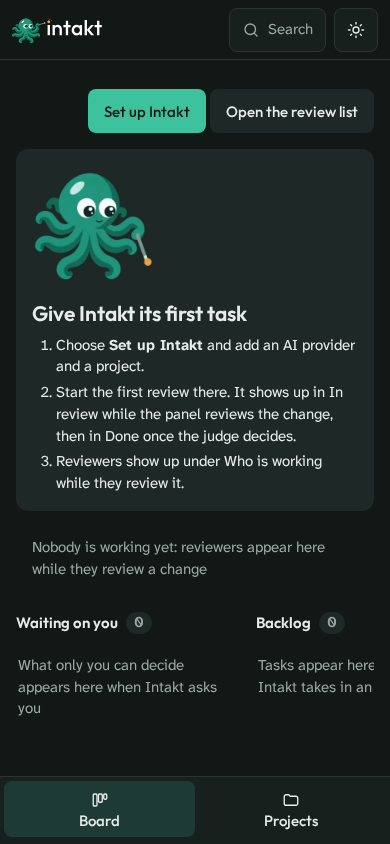 intakt
Search
Set up Intakt
Open the review list
Give Intakt its first task
1. Choose Set up Intakt and add an AI provider
and a project.
2. Start the first review there. It shows up in In
review while the panel reviews the change,
then in Done once the judge decides.
3. Reviewers show up under Who is working
while they review it.
Nobody is working yet: reviewers appear here
while they review a change
Waiting on you 0
What only you can decide
appears here when Intakt asks
you
Backlog 0
Tasks appear here
Intakt takes in an
Board
Projects